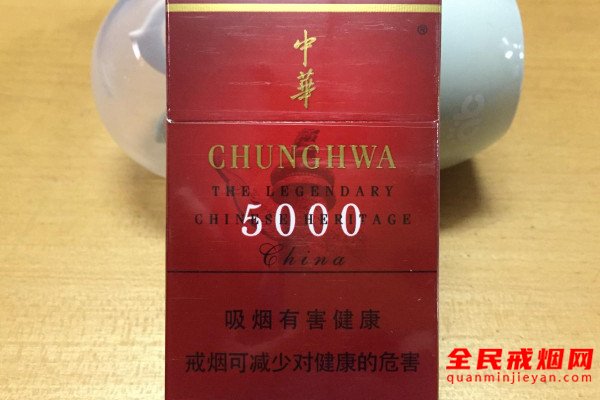 中華
®
CHUNGHWA
THE LEGENDARY
CHINESE HERITAGE
5000
China
吸烟有害健康
戒烟可减少对健康的危害
全民戒烟网
quanminjieyan.com